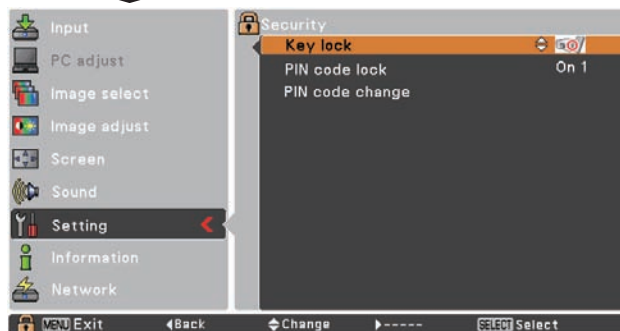 Input
PC adjust
Image select
Image adjust
Screen
Sound
Setting
Information
Network
Security
Key lock
PIN code lock On 1
PIN code change
MENU Exit ◀Back Change ▶----- SELECT Select